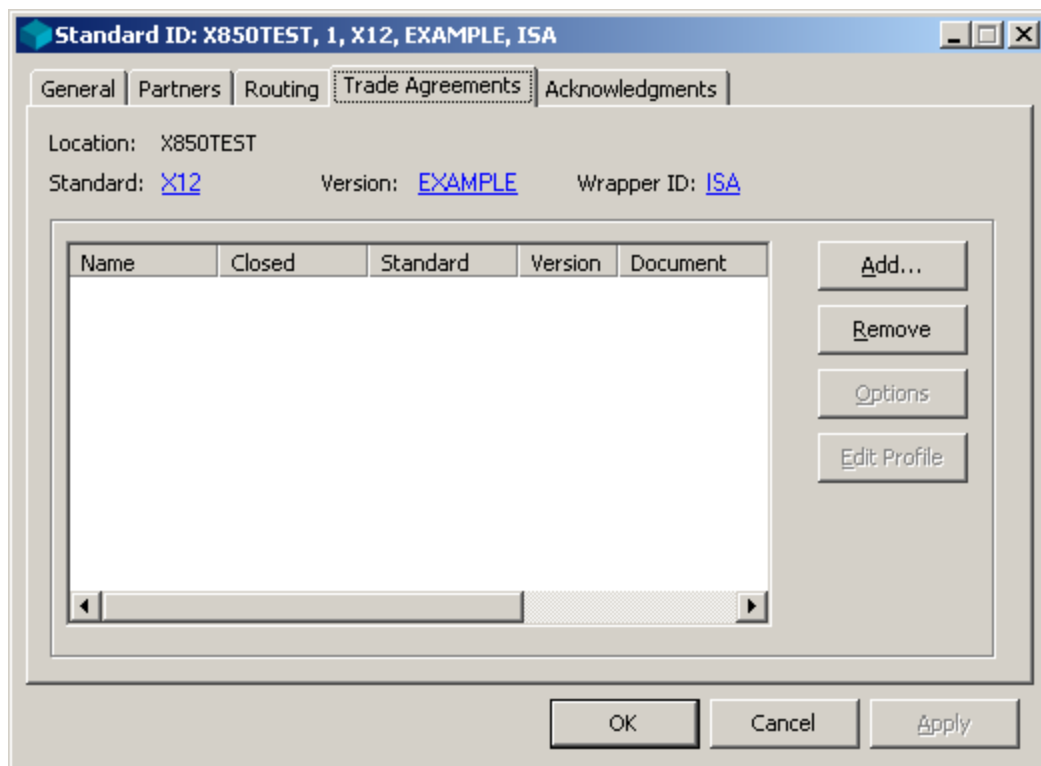 Standard ID: X850TEST, 1, X12, EXAMPLE, ISA
General Partners Routing Trade Agreements Acknowledgments
Location: X850TEST
Standard: X12 Version: EXAMPLE Wrapper ID: ISA
Name Closed Standard Version Document
Add...
Remove
Options
Edit Profile
OK Cancel Apply